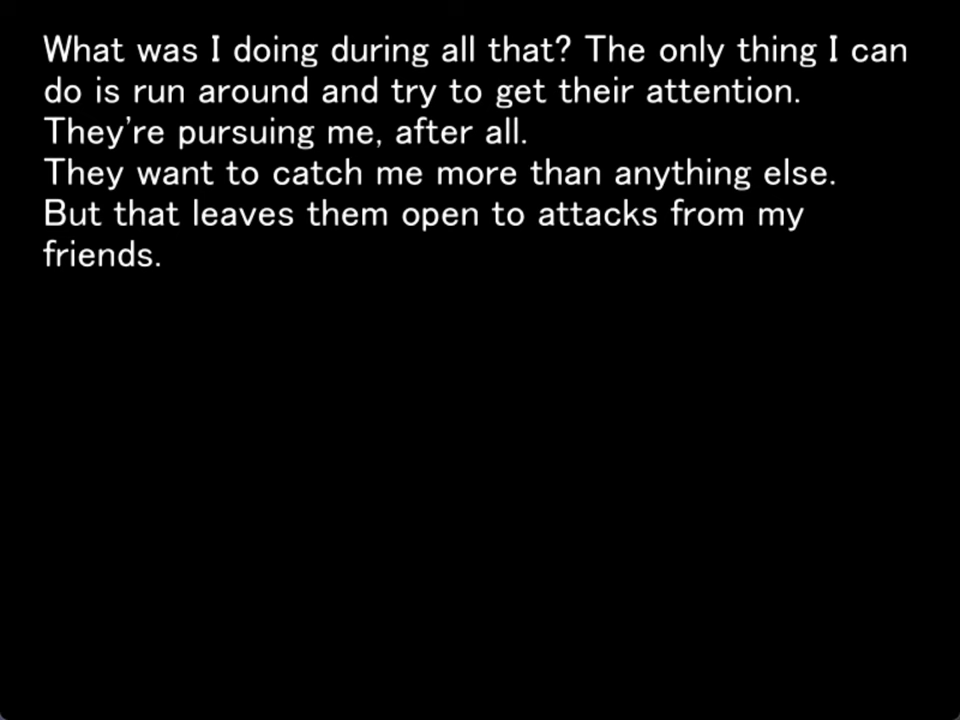 What was I doing during all that? The only thing I can
do is run around and try to get their attention.
They're pursuing me, after all.
They want to catch me more than anything else.
But that leaves them open to attacks from my
friends.